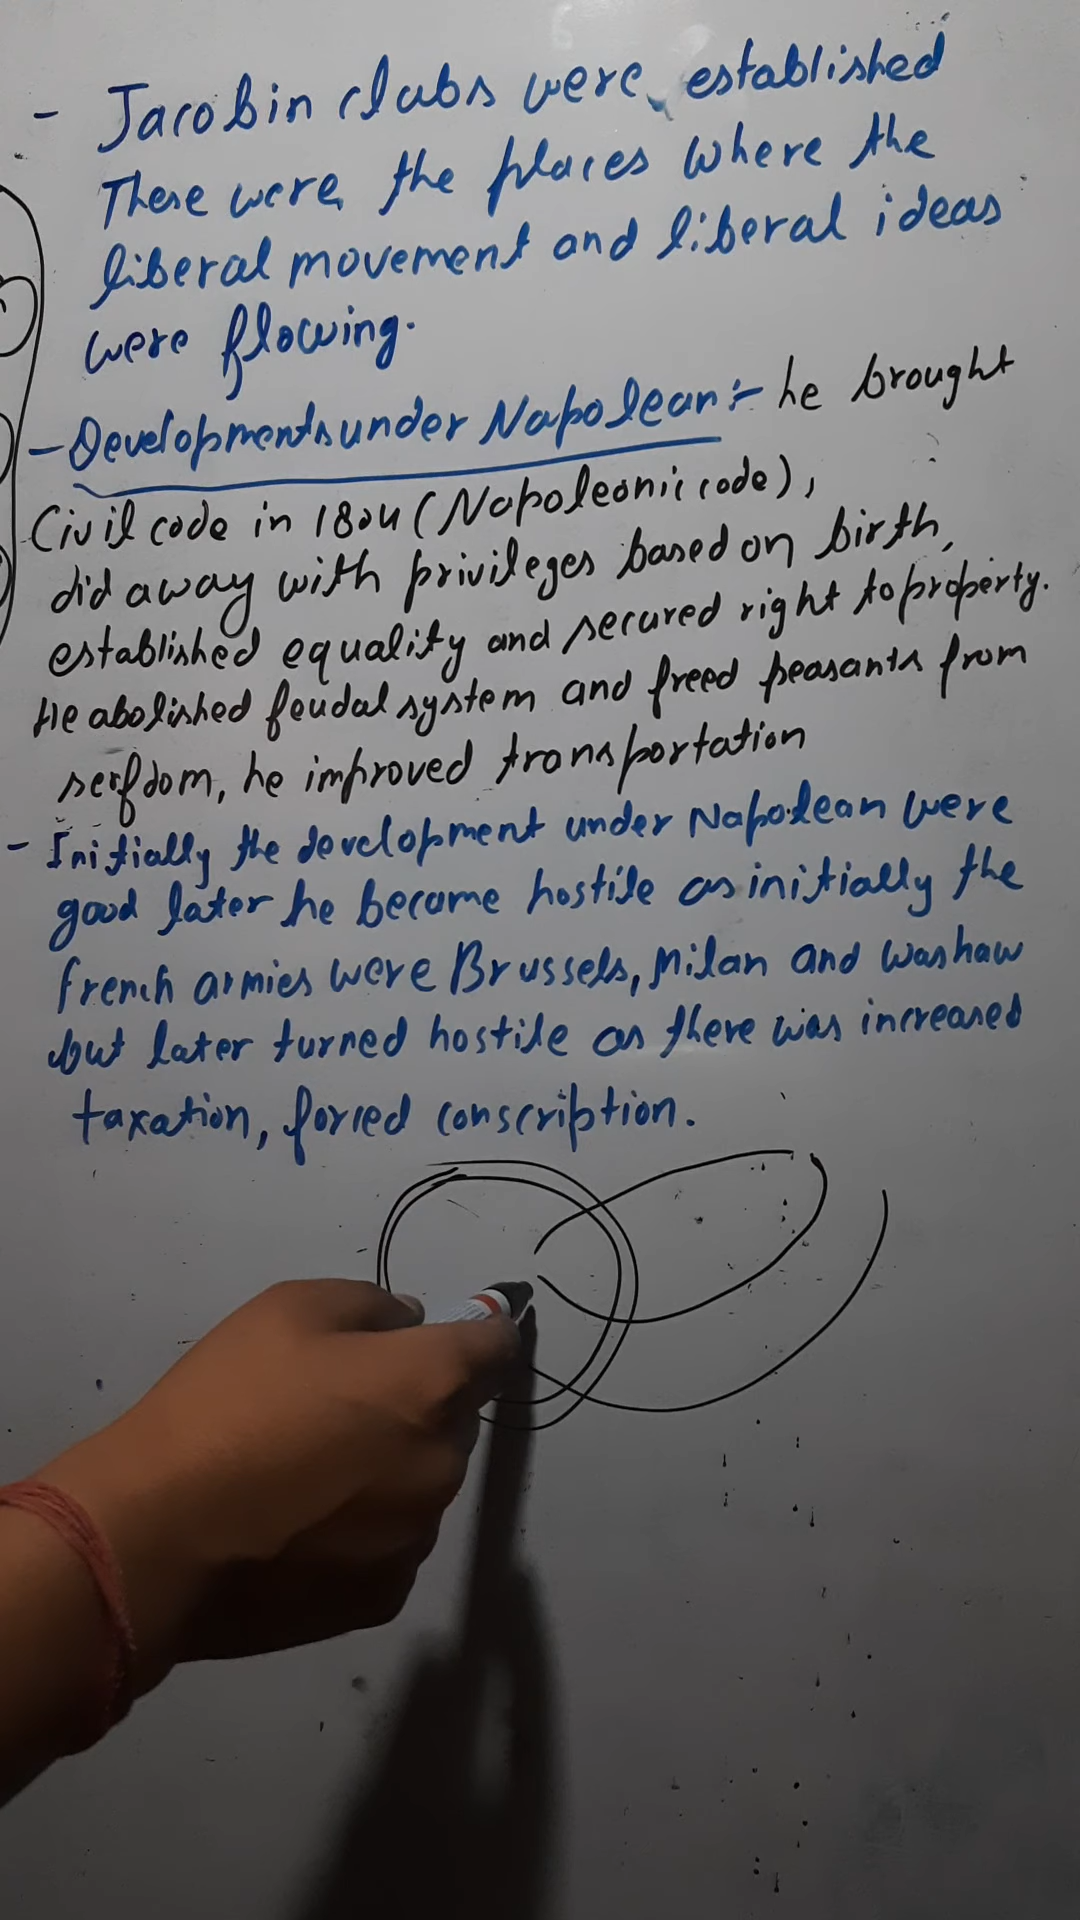 - Jacobin clubs were established
These were the places where the
liberal movement and liberal ideas
were flowing.
- Developments under Napolean :- he brought
Civil code in 1804 (Napoleonic code),
did away with privileges based on birth,
established equality and secured right to property.
He abolished feudal system and freed peasants from
serfdom, he improved transportation
- Initially the development under Napolean were
good later he became hostile as initially the
french armies were Brussels, Milan and Washaw
but later turned hostile as there was increased
taxation, forced conscription.